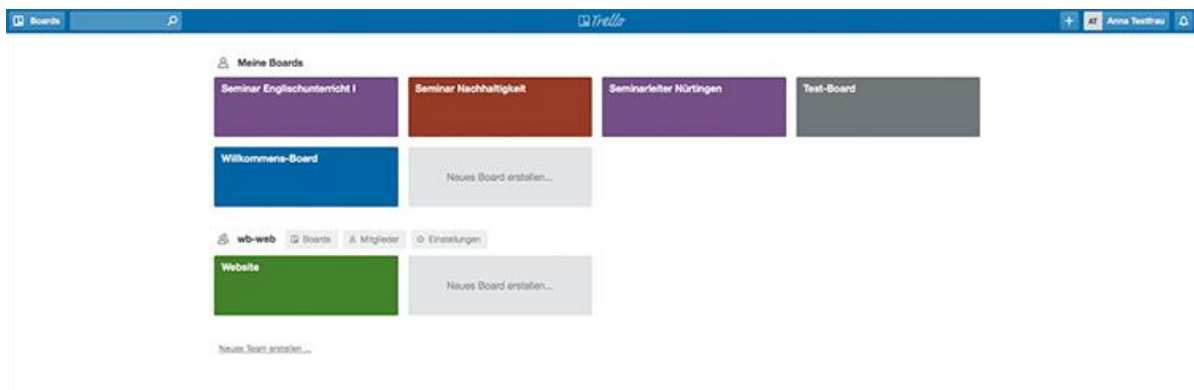 Boards
Trello
AT Anna Testfrau
Meine Boards
Seminar Englischunterricht I
Seminar Nachhaltigkeit
Seminarleiter Nürtingen
Test-Board
Willkommens-Board
Neues Board erstellen...
wb-web Boards Mitglieder Einstellungen
Website
Neues Board erstellen...
Neues Team erstellen...